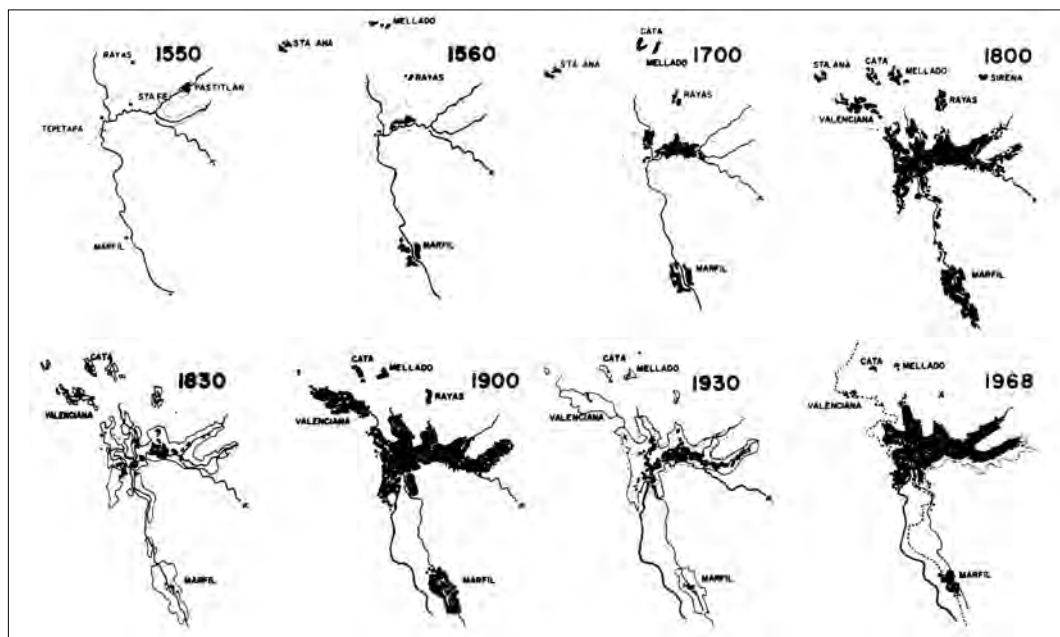 1550
RAYAS
STA FE
PASTITLÁN
TEPETAPA
MARFIL
1560
MELLADO
STA ANA
RAYAS
MARFIL
1700
CATA
MELLADO
STA ANA
RAYAS
MARFIL
1800
STA ANA
CATA
MELLADO
SIRENA
VALENCIANA
RAYAS
MARFIL
1830
CATA
VALENCIANA
MARFIL
1900
CATA
MELLADO
RAYAS
VALENCIANA
MARFIL
1930
CATA
MELLADO
VALENCIANA
MARFIL
1968
CATA
MELLADO
VALENCIANA
MARFIL